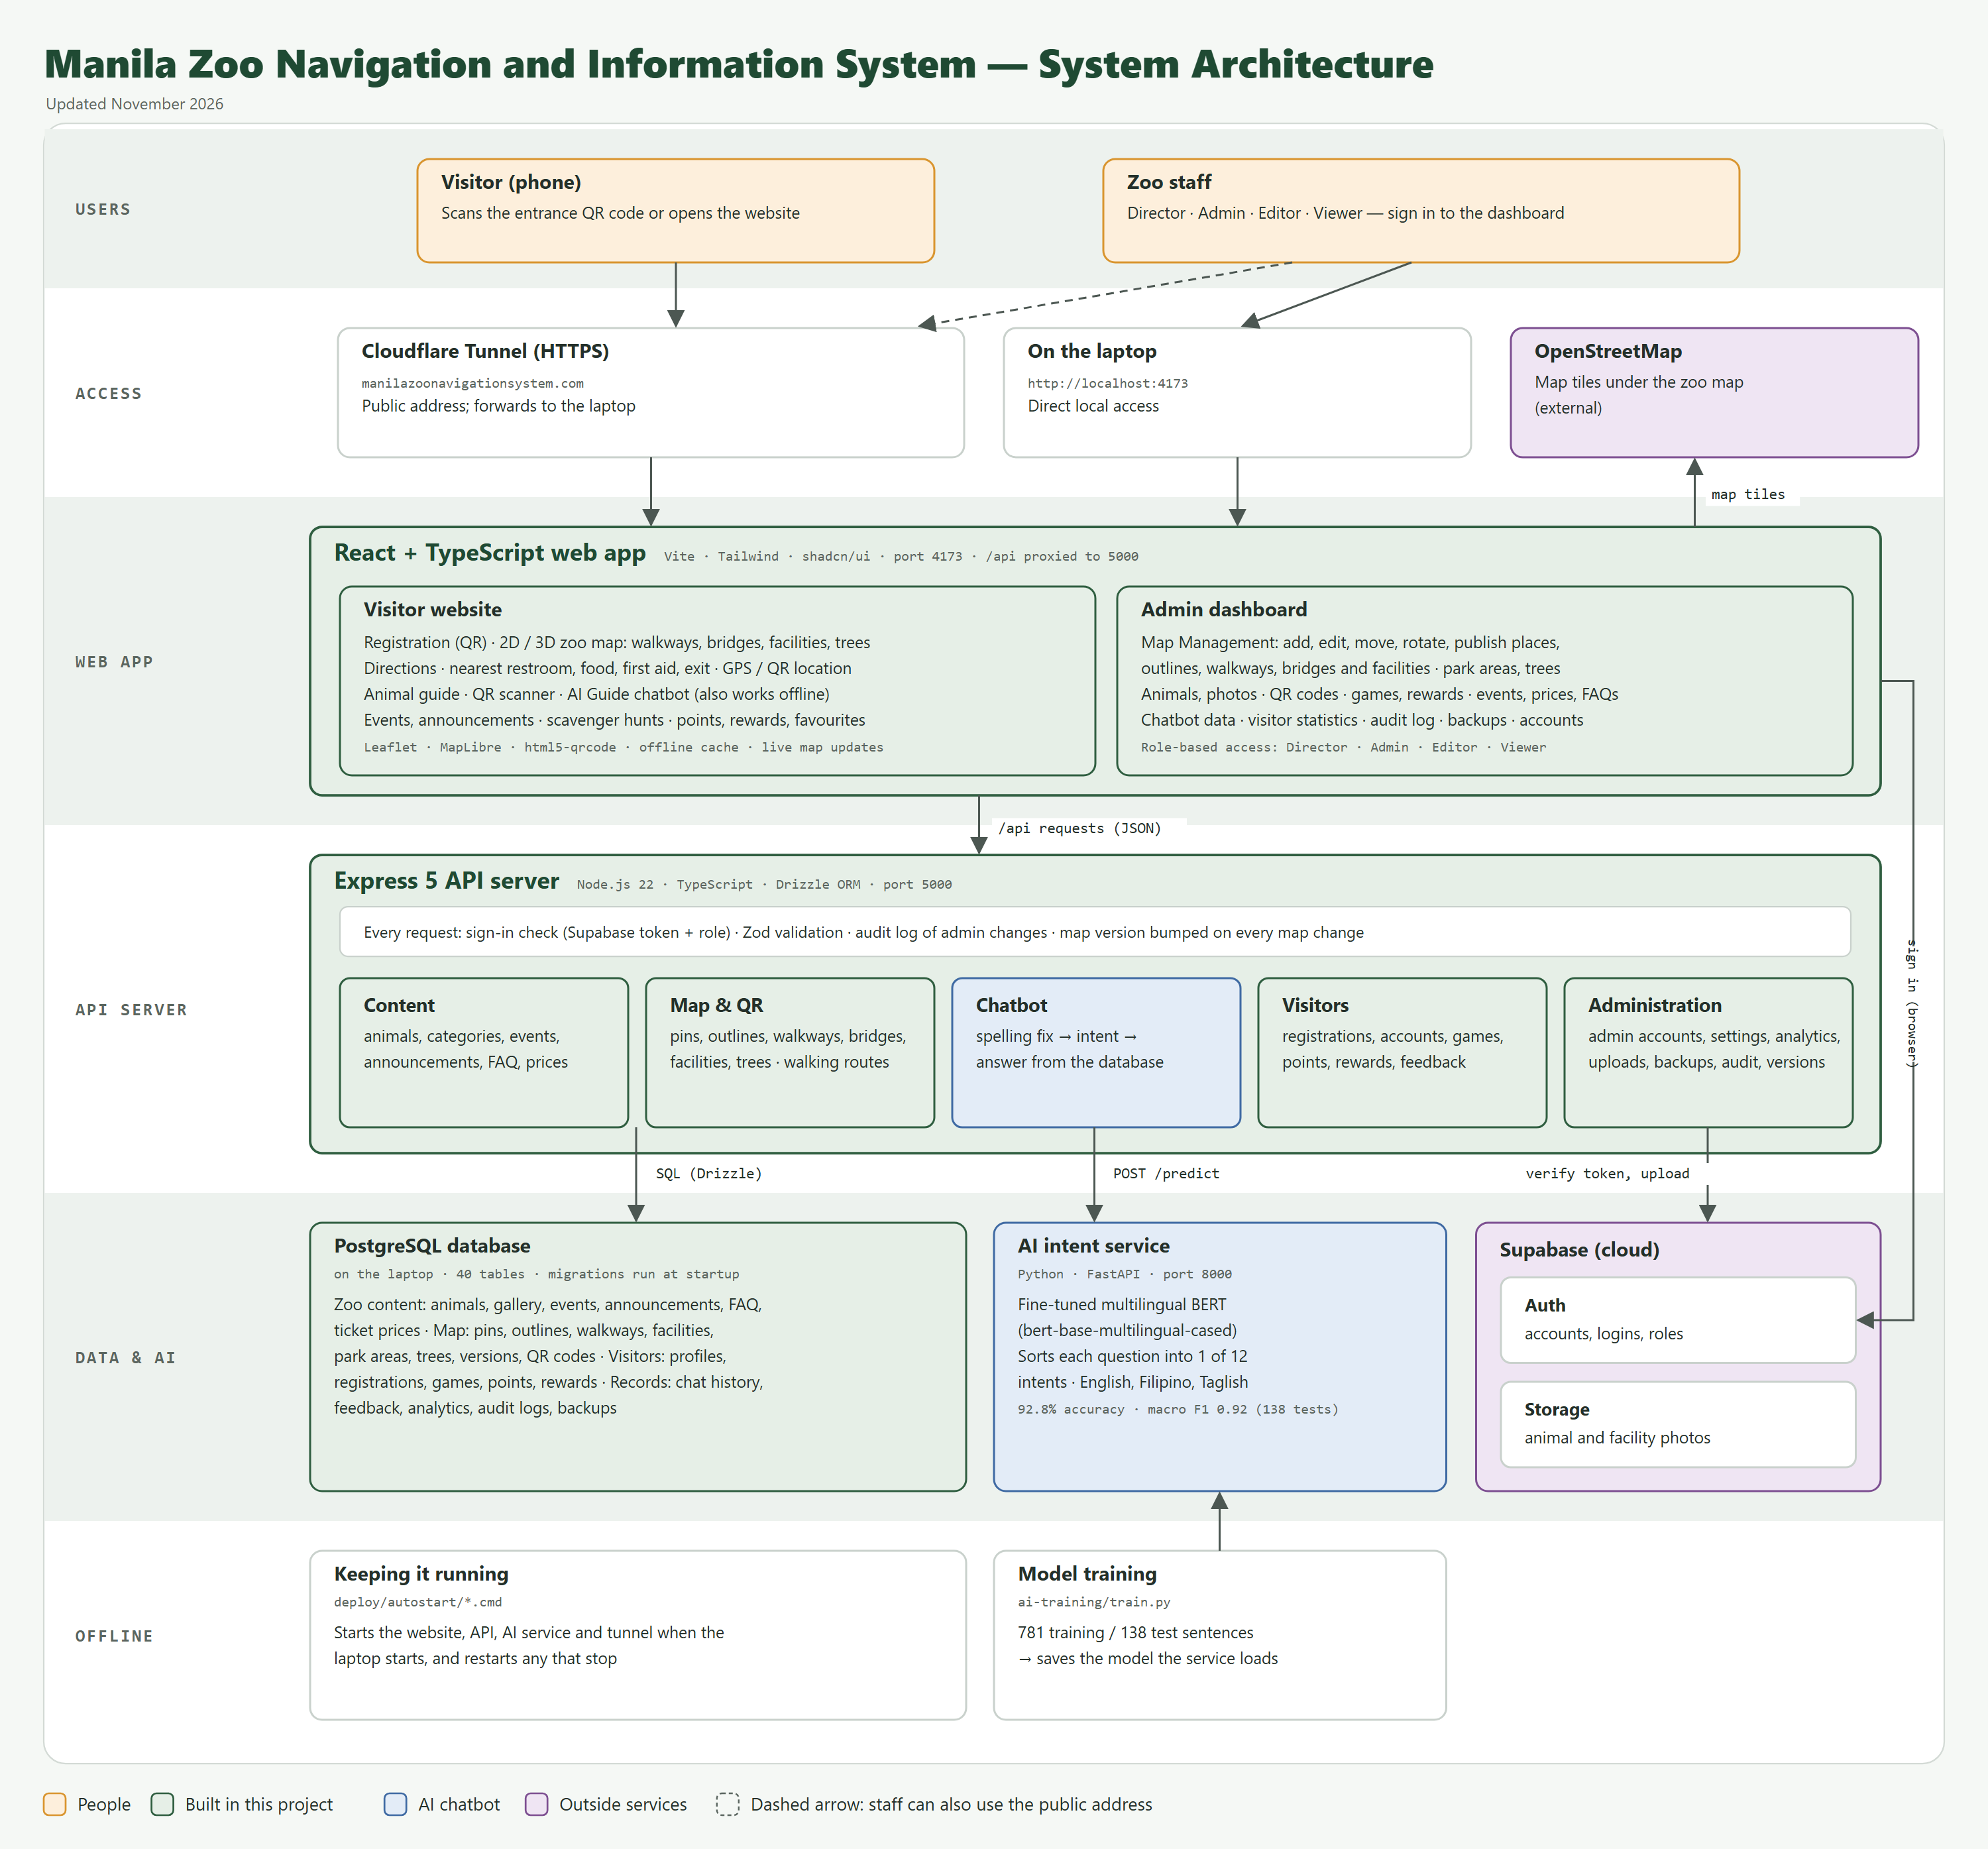 Manila Zoo Navigation and Information System — System Architecture
Updated November 2026
USERS
Visitor (phone)
Scans the entrance QR code or opens the website
Zoo staff
Director · Admin · Editor · Viewer — sign in to the dashboard
ACCESS
Cloudflare Tunnel (HTTPS)
manilazoonavigationsystem.com
Public address; forwards to the laptop
On the laptop
http://localhost:4173
Direct local access
OpenStreetMap
Map tiles under the zoo map
(external)
map tiles
WEB APP
React + TypeScript web app
Vite · Tailwind · shadcn/ui · port 4173 · /api proxied to 5000
Visitor website
Registration (QR) · 2D / 3D zoo map: walkways, bridges, facilities, trees
Directions · nearest restroom, food, first aid, exit · GPS / QR location
Animal guide · QR scanner · AI Guide chatbot (also works offline)
Events, announcements · scavenger hunts · points, rewards, favourites
Leaflet · MapLibre · html5-qrcode · offline cache · live map updates
Admin dashboard
Map Management: add, edit, move, rotate, publish places,
outlines, walkways, bridges and facilities · park areas, trees
Animals, photos · QR codes · games, rewards · events, prices, FAQs
Chatbot data · visitor statistics · audit log · backups · accounts
Role-based access: Director · Admin · Editor · Viewer
/api requests (JSON)
sign in (browser)
API SERVER
Express 5 API server
Node.js 22 · TypeScript · Drizzle ORM · port 5000
Every request: sign-in check (Supabase token + role) · Zod validation · audit log of admin changes · map version bumped on every map change
Content
animals, categories, events,
announcements, FAQ, prices
Map & QR
pins, outlines, walkways, bridges,
facilities, trees · walking routes
Chatbot
spelling fix → intent →
answer from the database
Visitors
registrations, accounts, games,
points, rewards, feedback
Administration
admin accounts, settings, analytics,
uploads, backups, audit, versions
SQL (Drizzle)
POST /predict
verify token, upload
DATA & AI
PostgreSQL database
on the laptop · 40 tables · migrations run at startup
Zoo content: animals, gallery, events, announcements, FAQ,
ticket prices · Map: pins, outlines, walkways, facilities,
park areas, trees, versions, QR codes · Visitors: profiles,
registrations, games, points, rewards · Records: chat history,
feedback, analytics, audit logs, backups
AI intent service
Python · FastAPI · port 8000
Fine-tuned multilingual BERT
(bert-base-multilingual-cased)
Sorts each question into 1 of 12
intents · English, Filipino, Taglish
92.8% accuracy · macro F1 0.92 (138 tests)
Supabase (cloud)
Auth
accounts, logins, roles
Storage
animal and facility photos
OFFLINE
Keeping it running
deploy/autostart/*.cmd
Starts the website, API, AI service and tunnel when the
laptop starts, and restarts any that stop
Model training
ai-training/train.py
781 training / 138 test sentences
→ saves the model the service loads
People
Built in this project
AI chatbot
Outside services
Dashed arrow: staff can also use the public address